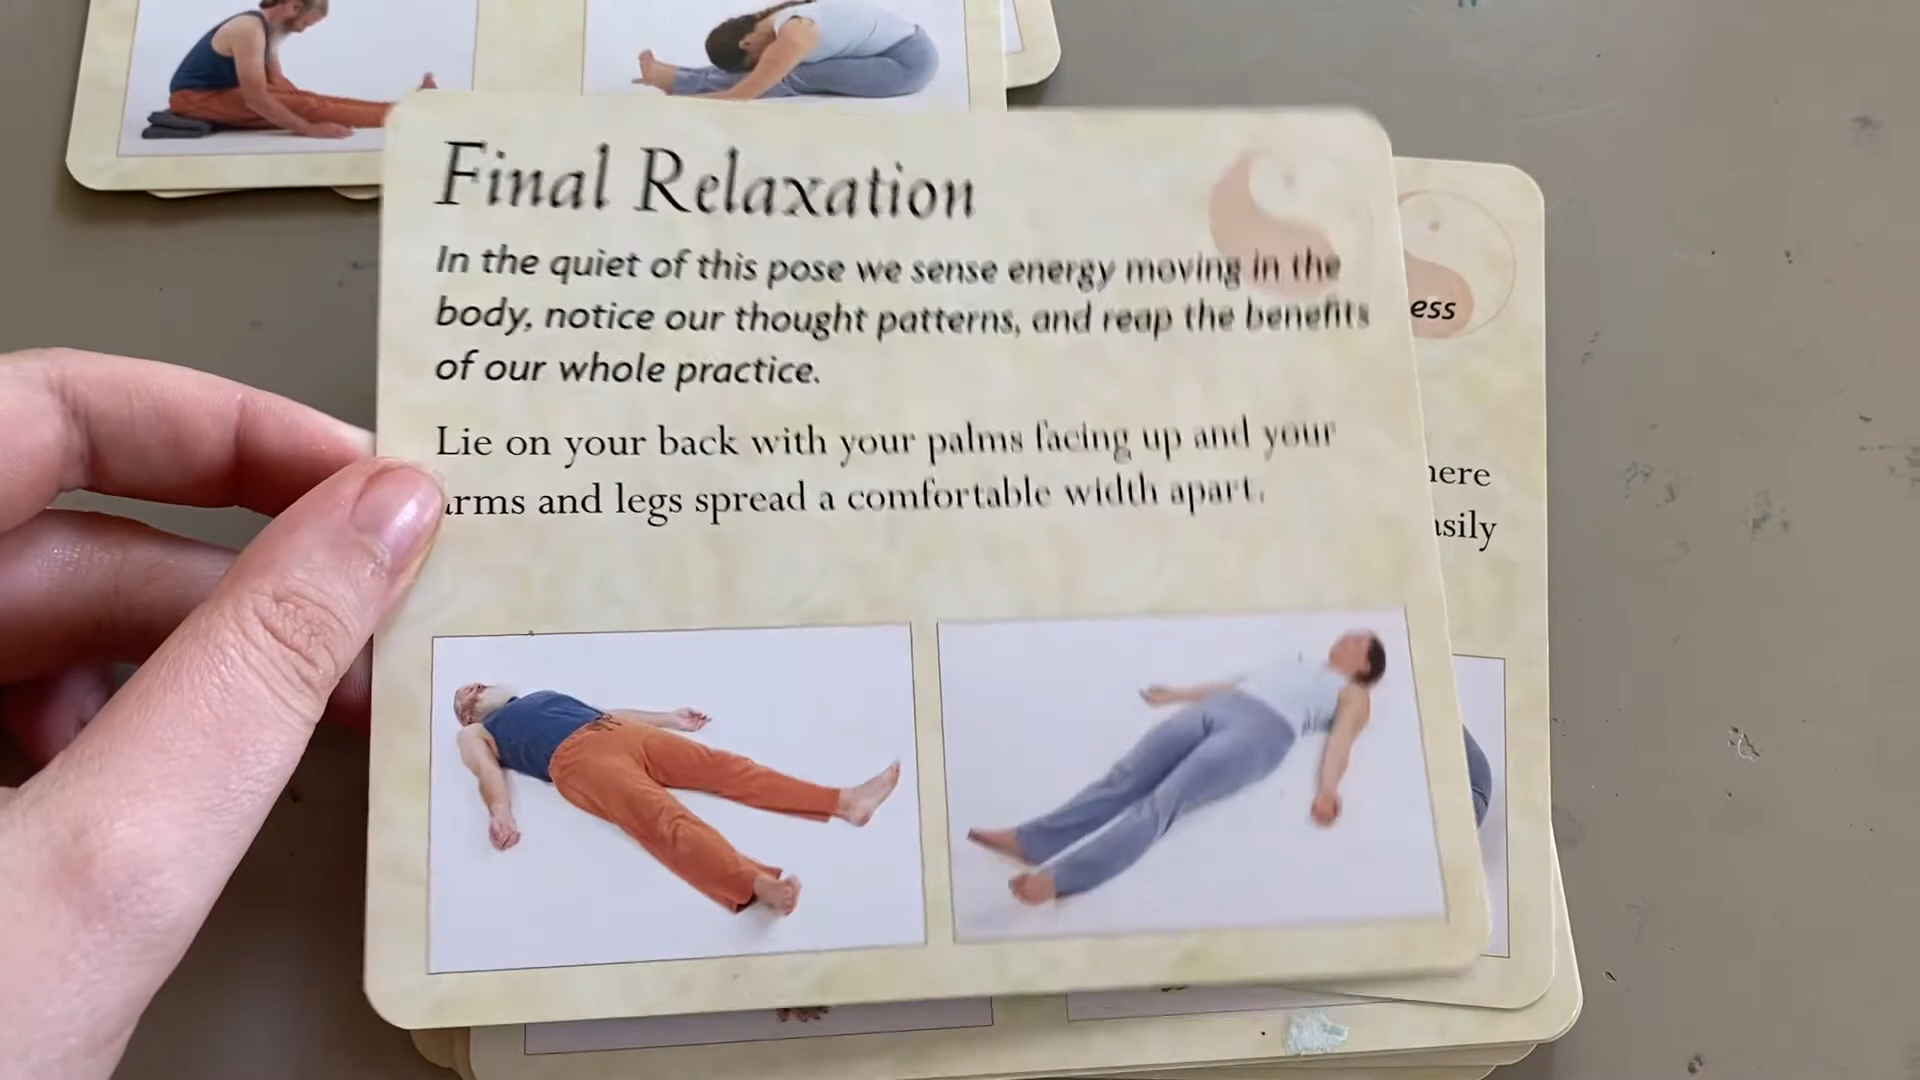 Final Relaxation
In the quiet of this pose we sense energy moving in the
body, notice our thought patterns, and reap the benefits
of our whole practice.
Lie on your back with your palms facing up and your
rms and legs spread a comfortable width apart.
ess
here
asily